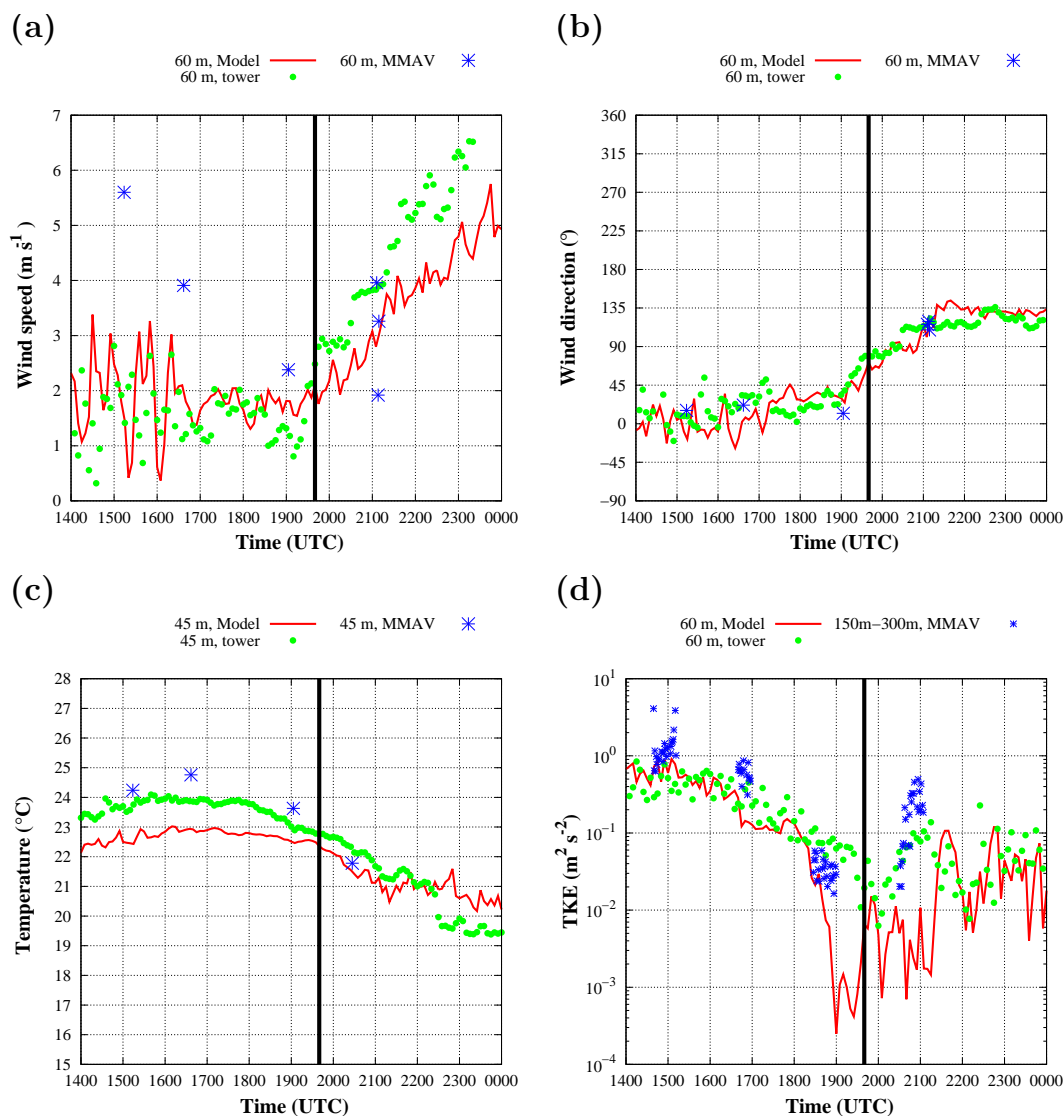 (a)
60 m, Model 60 m, MMAV
60 m, tower
Wind speed (m s-1)
7
6
5
4
3
2
1
0
1400 1500 1600 1700 1800 1900 2000 2100 2200 2300 0000
Time (UTC)
(b)
60 m, Model 60 m, MMAV
60 m, tower
Wind direction (°)
360
315
270
225
180
135
90
45
0
−45
−90
1400 1500 1600 1700 1800 1900 2000 2100 2200 2300 0000
Time (UTC)
(c)
45 m, Model 45 m, MMAV
45 m, tower
Temperature (°C)
28
27
26
25
24
23
22
21
20
19
18
17
16
15
1400 1500 1600 1700 1800 1900 2000 2100 2200 2300 0000
Time (UTC)
(d)
60 m, Model 150m−300m, MMAV
60 m, tower
TKE (m2 s-2)
10^1
10^0
10^-1
10^-2
10^-3
10^-4
1400 1500 1600 1700 1800 1900 2000 2100 2200 2300 0000
Time (UTC)